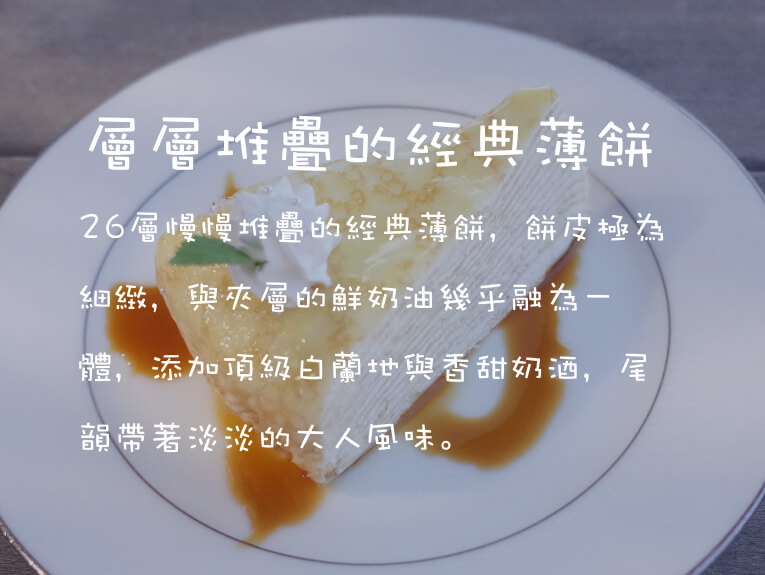 層層堆疊的經典薄餅
26層慢慢堆疊的經典薄餅，餅皮極為
細緻，與夾層的鮮奶油幾乎融為一
體，添加頂級白蘭地與香甜奶酒，尾
韻帶著淡淡的大人風味。